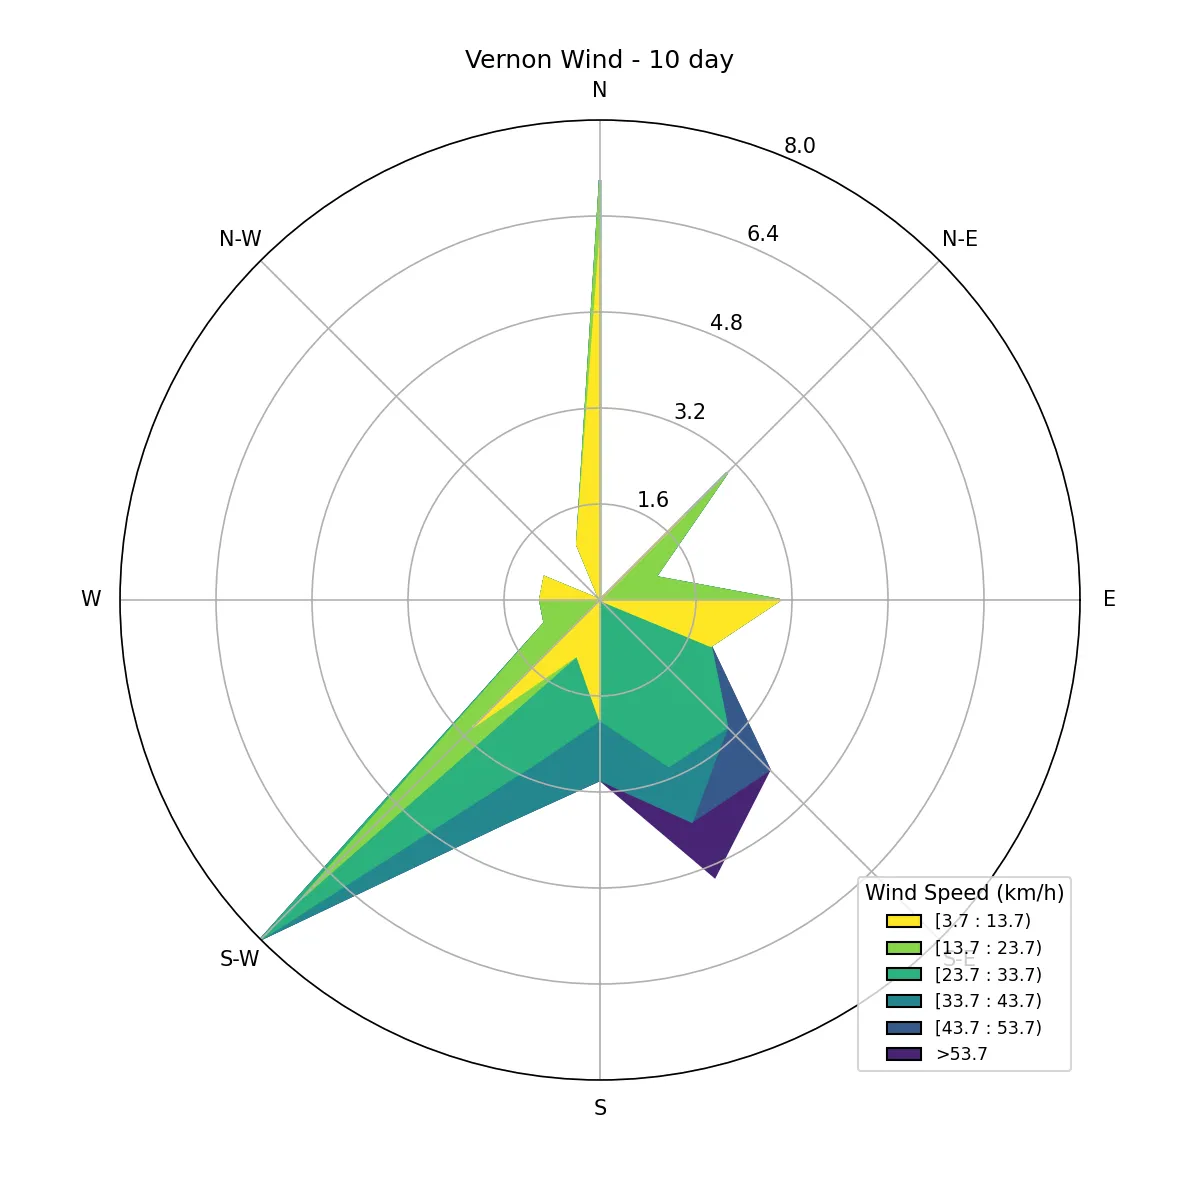 Vernon Wind - 10 day
N
8.0
N-W
6.4
N-E
4.8
3.2
1.6
W
E
S-W
S-E
S
Wind Speed (km/h)
[3.7 : 13.7)
[13.7 : 23.7)
[23.7 : 33.7)
[33.7 : 43.7)
[43.7 : 53.7)
>53.7